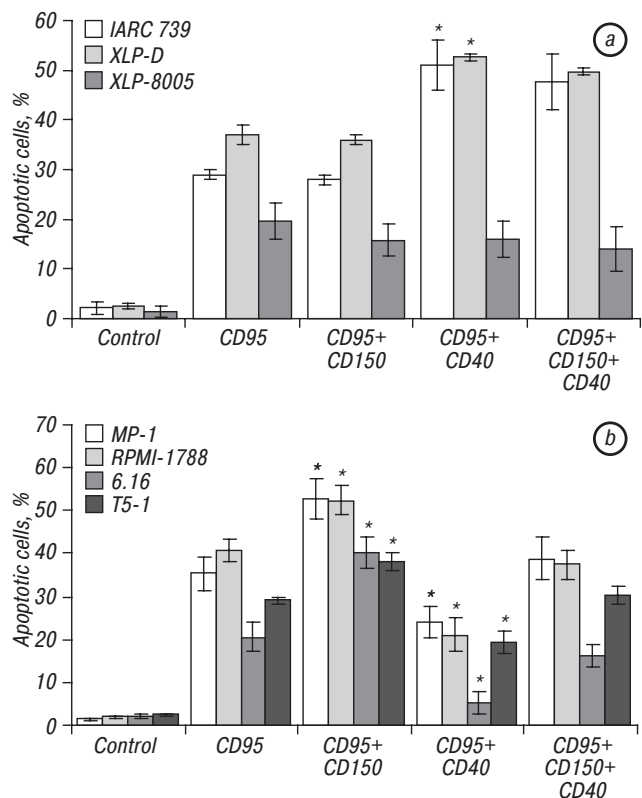 60
50
40
30
20
10
0
Apoptotic cells, %
IARC 739
XLP-D
XLP-8005
a
* *
Control
CD95
CD95+
CD150
CD95+
CD40
CD95+
CD150+
CD40
70
60
50
40
30
20
10
0
Apoptotic cells, %
MP-1
RPMI-1788
6.16
T5-1
b
* * * *
* * * *
Control
CD95
CD95+
CD150
CD95+
CD40
CD95+
CD150+
CD40